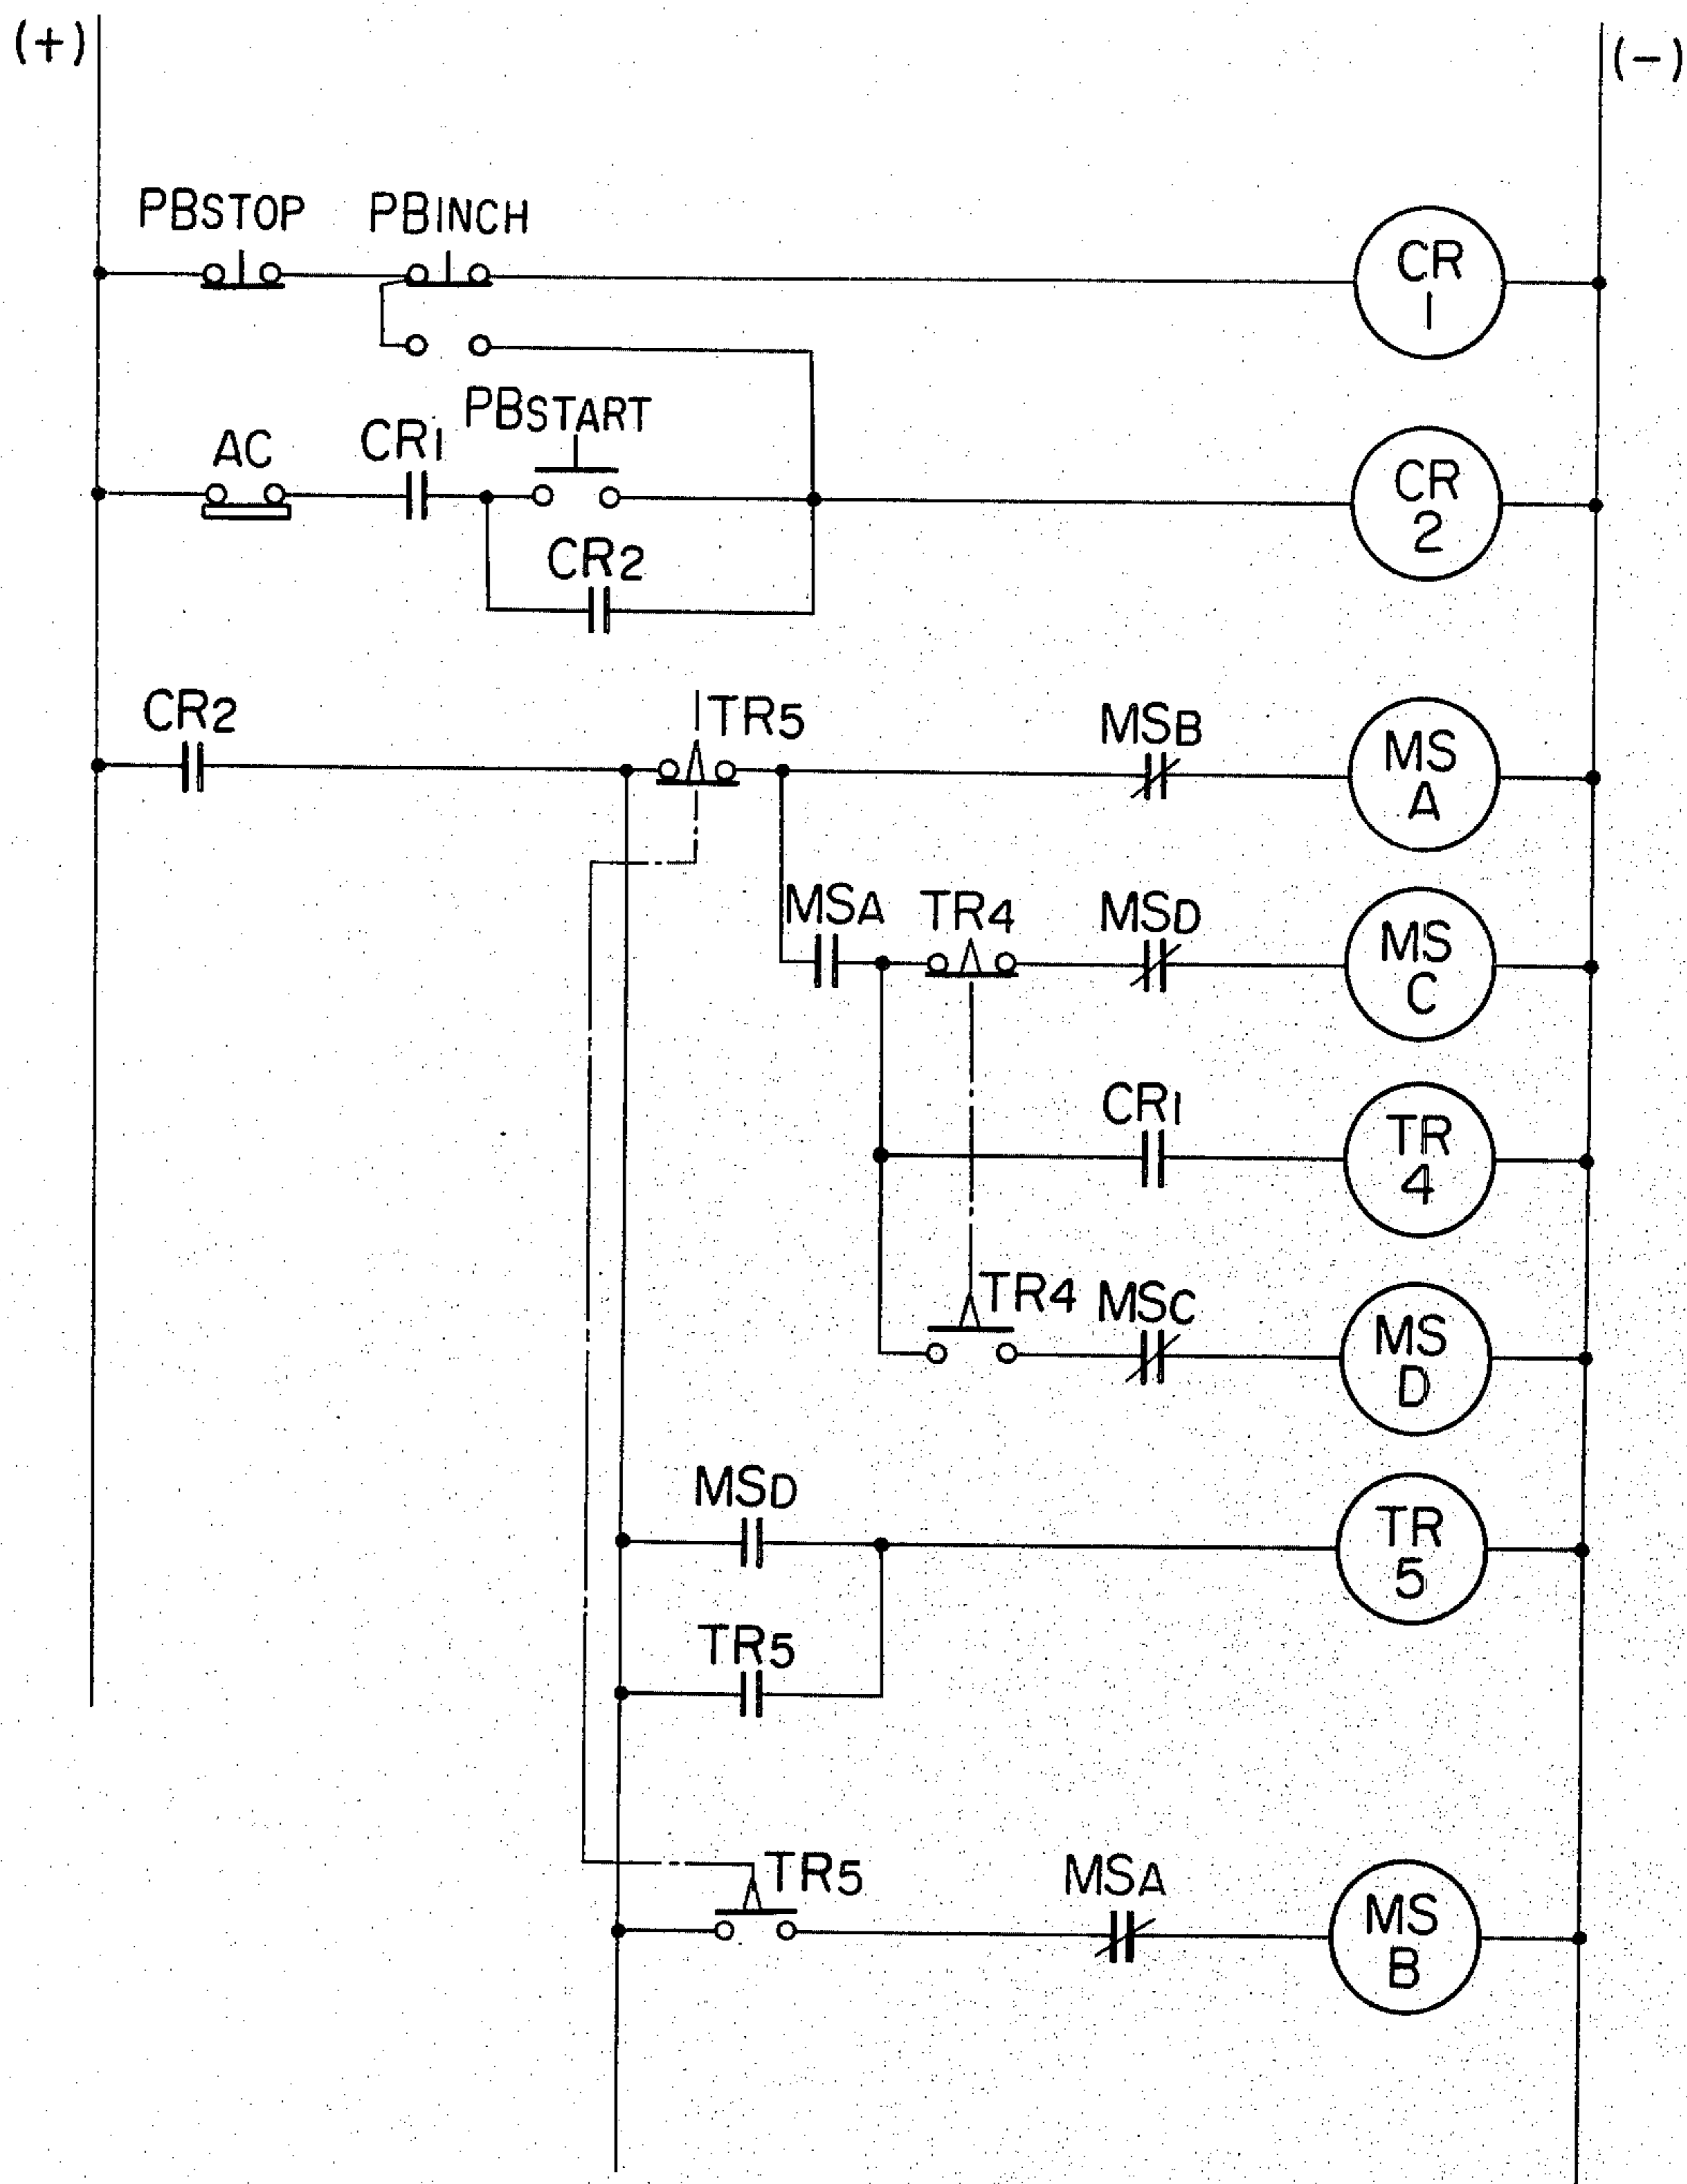 (+)
(-)
PBSTOP
PBINCH
CR
1
PBSTART
AC
CR1
CR
2
CR2
CR2
TR5
MSB
MS
A
MSA
TR4
MSD
MS
C
CR1
TR
4
TR4
MSC
MS
D
MSD
TR
5
TR5
TR5
MSA
MS
B